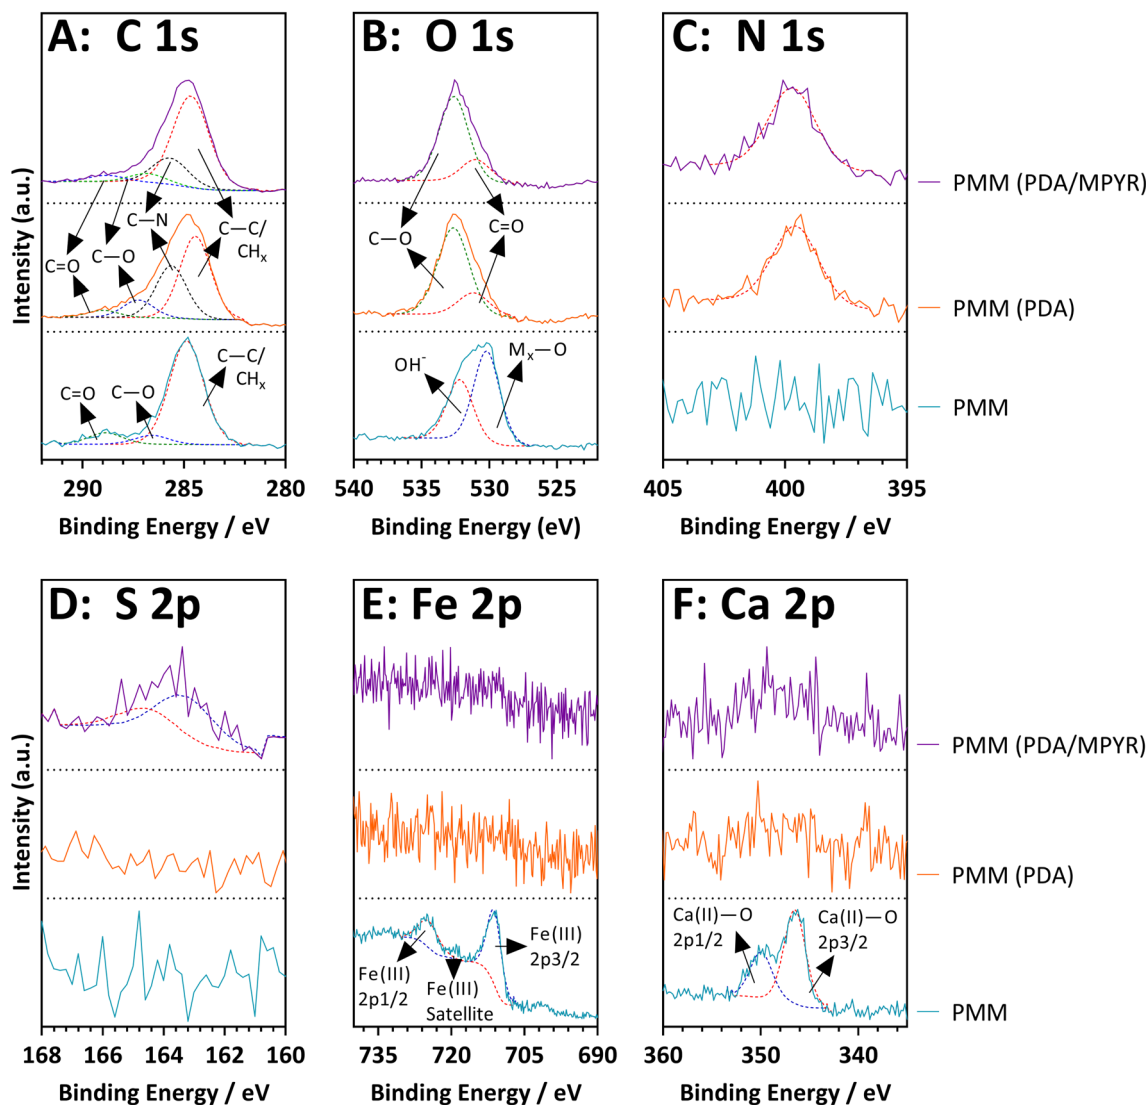 A: C 1s
B: O 1s
C: N 1s
Intensity (a.u.)
C—N
C—C/
CHx
C=O
C—O
C=O
C—O
C—C/
CHx
C—O
C=O
OH-
Mx—O
PMM (PDA/MPYR)
PMM (PDA)
PMM
290 285 280
540 535 530 525
405 400 395
Binding Energy / eV
Binding Energy (eV)
Binding Energy / eV
D: S 2p
E: Fe 2p
F: Ca 2p
Intensity (a.u.)
Fe(III)
2p1/2
Fe(III)
Satellite
Fe(III)
2p3/2
Ca(II)—O
2p1/2
Ca(II)—O
2p3/2
PMM (PDA/MPYR)
PMM (PDA)
PMM
168 166 164 162 160
735 720 705 690
360 350 340
Binding Energy / eV
Binding Energy / eV
Binding Energy / eV